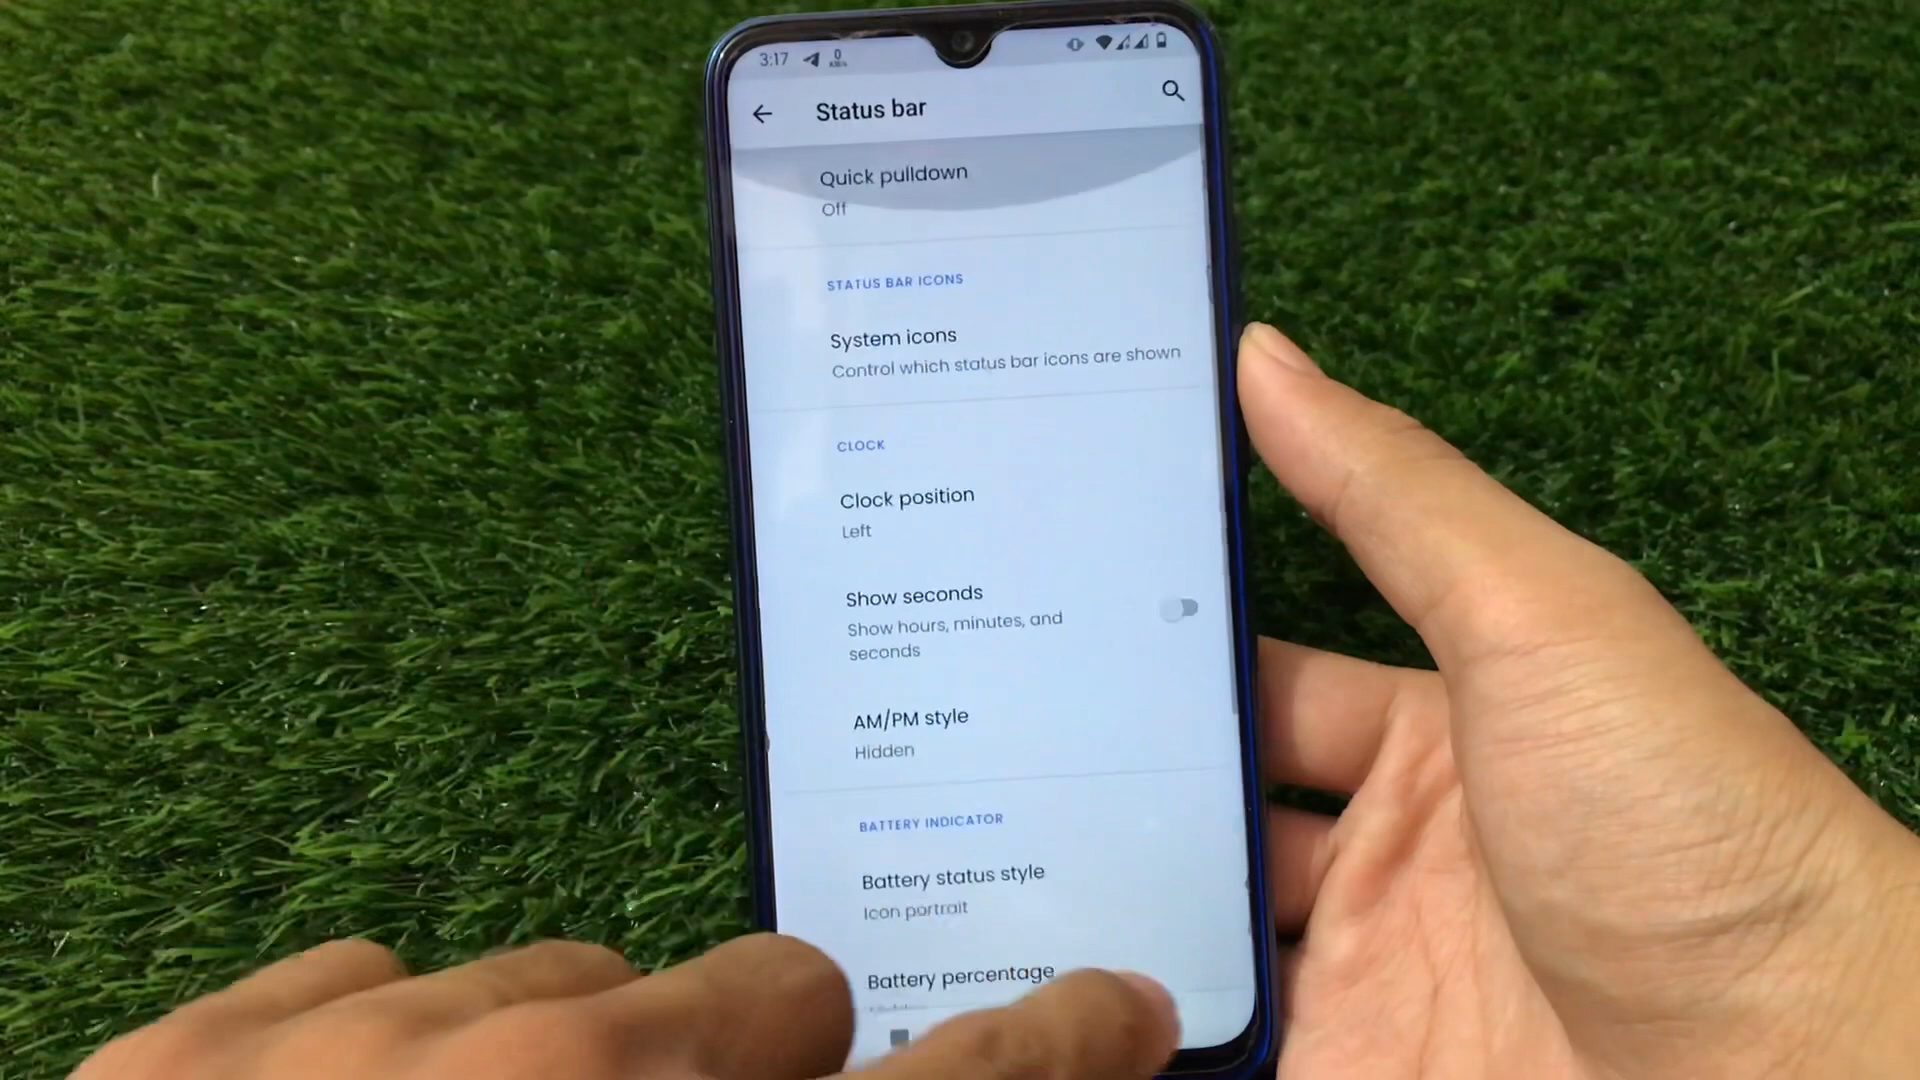 3:17 0
Status bar
Quick pulldown
Off
STATUS BAR ICONS
System icons
Control which status bar icons are shown
CLOCK
Clock position
Left
Show seconds
Show hours, minutes, and
seconds
AM/PM style
Hidden
BATTERY INDICATOR
Battery status style
Icon portrait
Battery percentage